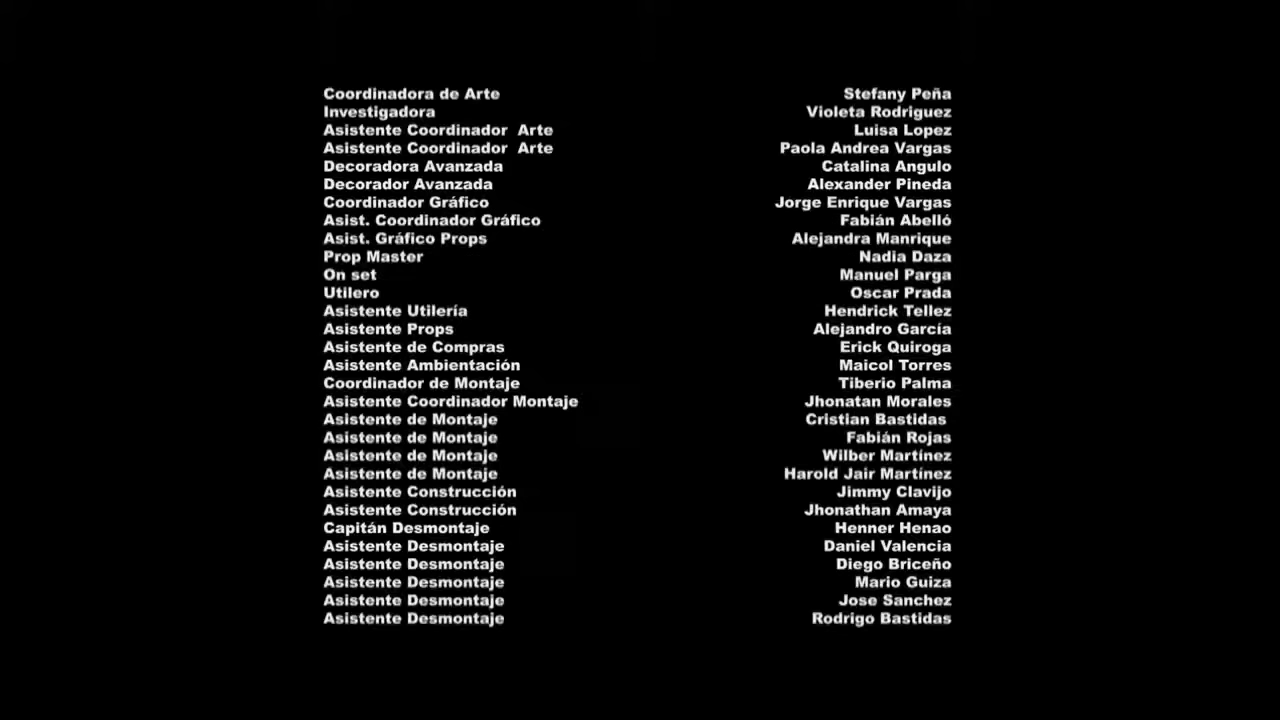 Coordinadora de Arte Stefany Peña
Investigadora Violeta Rodriguez
Asistente Coordinador Arte Luisa Lopez
Asistente Coordinador Arte Paola Andrea Vargas
Decoradora Avanzada Catalina Angulo
Decorador Avanzada Alexander Pineda
Coordinador Gráfico Jorge Enrique Vargas
Asist. Coordinador Gráfico Fabián Abelló
Asist. Gráfico Props Alejandra Manrique
Prop Master Nadia Daza
On set Manuel Parga
Utilero Oscar Prada
Asistente Utilería Hendrick Tellez
Asistente Props Alejandro García
Asistente de Compras Erick Quiroga
Asistente Ambientación Maicol Torres
Coordinador de Montaje Tiberio Palma
Asistente Coordinador Montaje Jhonatan Morales
Asistente de Montaje Cristian Bastidas
Asistente de Montaje Fabián Rojas
Asistente de Montaje Wilber Martínez
Asistente de Montaje Harold Jair Martínez
Asistente Construcción Jimmy Clavijo
Asistente Construcción Jhonathan Amaya
Capitán Desmontaje Henner Henao
Asistente Desmontaje Daniel Valencia
Asistente Desmontaje Diego Briceño
Asistente Desmontaje Mario Guiza
Asistente Desmontaje Jose Sanchez
Asistente Desmontaje Rodrigo Bastidas